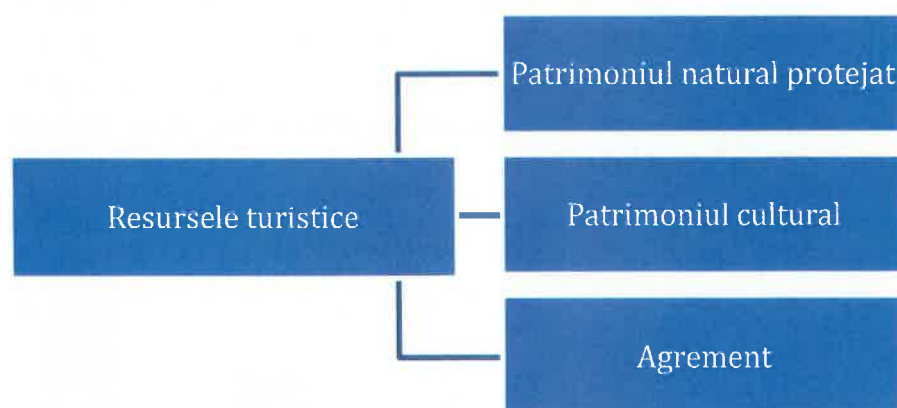 Patrimoniul natural protejat
Resursele turistice
Patrimoniul cultural
Agrement